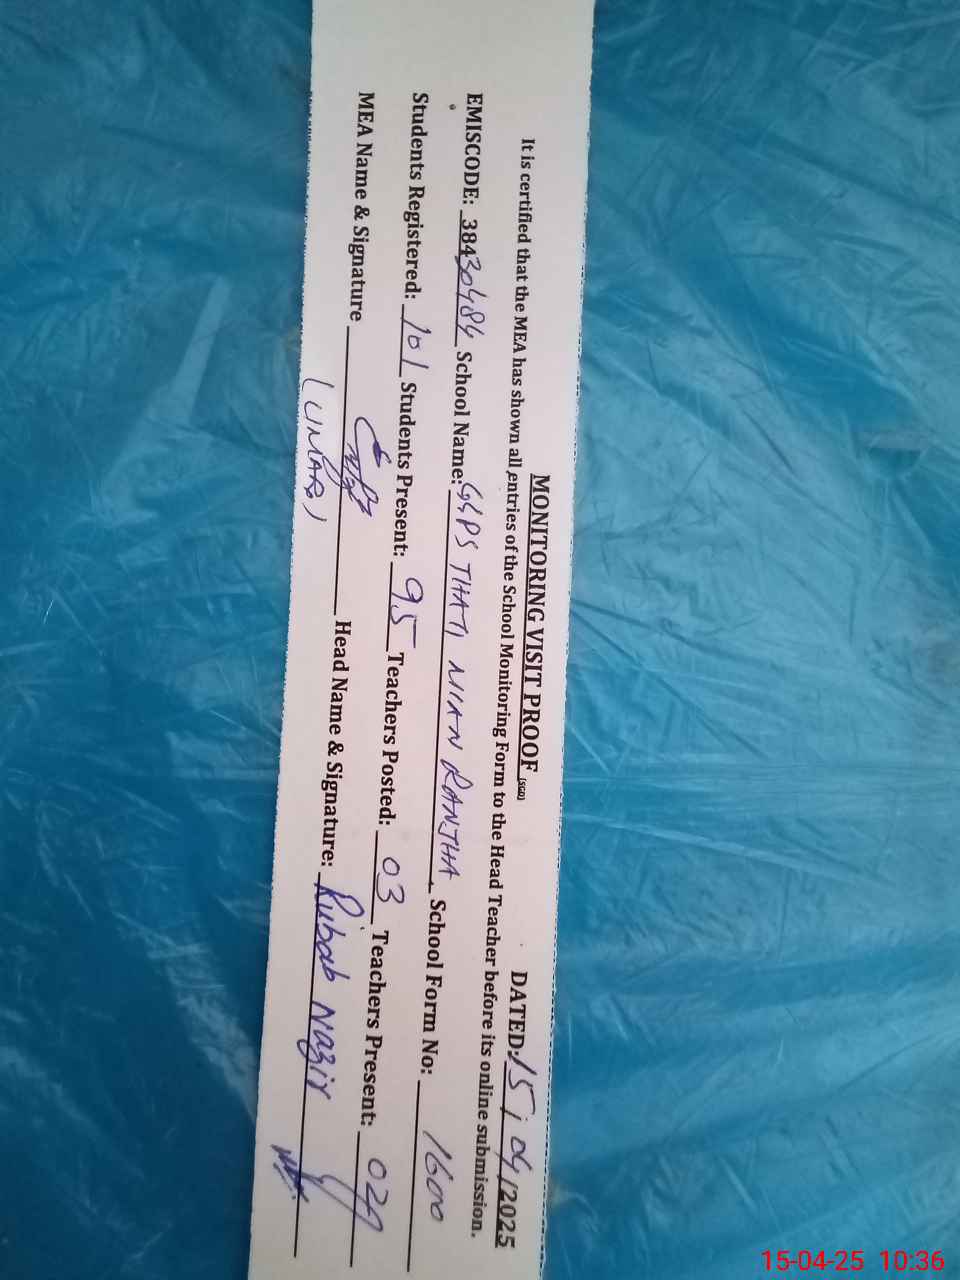 MONITORING VISIT PROOF (SGD) DATED: 15/04/2025
It is certified that the MEA has shown all entries of the School Monitoring Form to the Head Teacher before its online submission.
EMISCODE: 38430484 School Name: GGPS THATI MIAN RANJHA School Form No: 1600
Students Registered: 101 Students Present: 95 Teachers Posted: 03 Teachers Present: 02
MEA Name & Signature Head Name & Signature: Rubab Nazir
(UMAR)
15-04-25 10:36